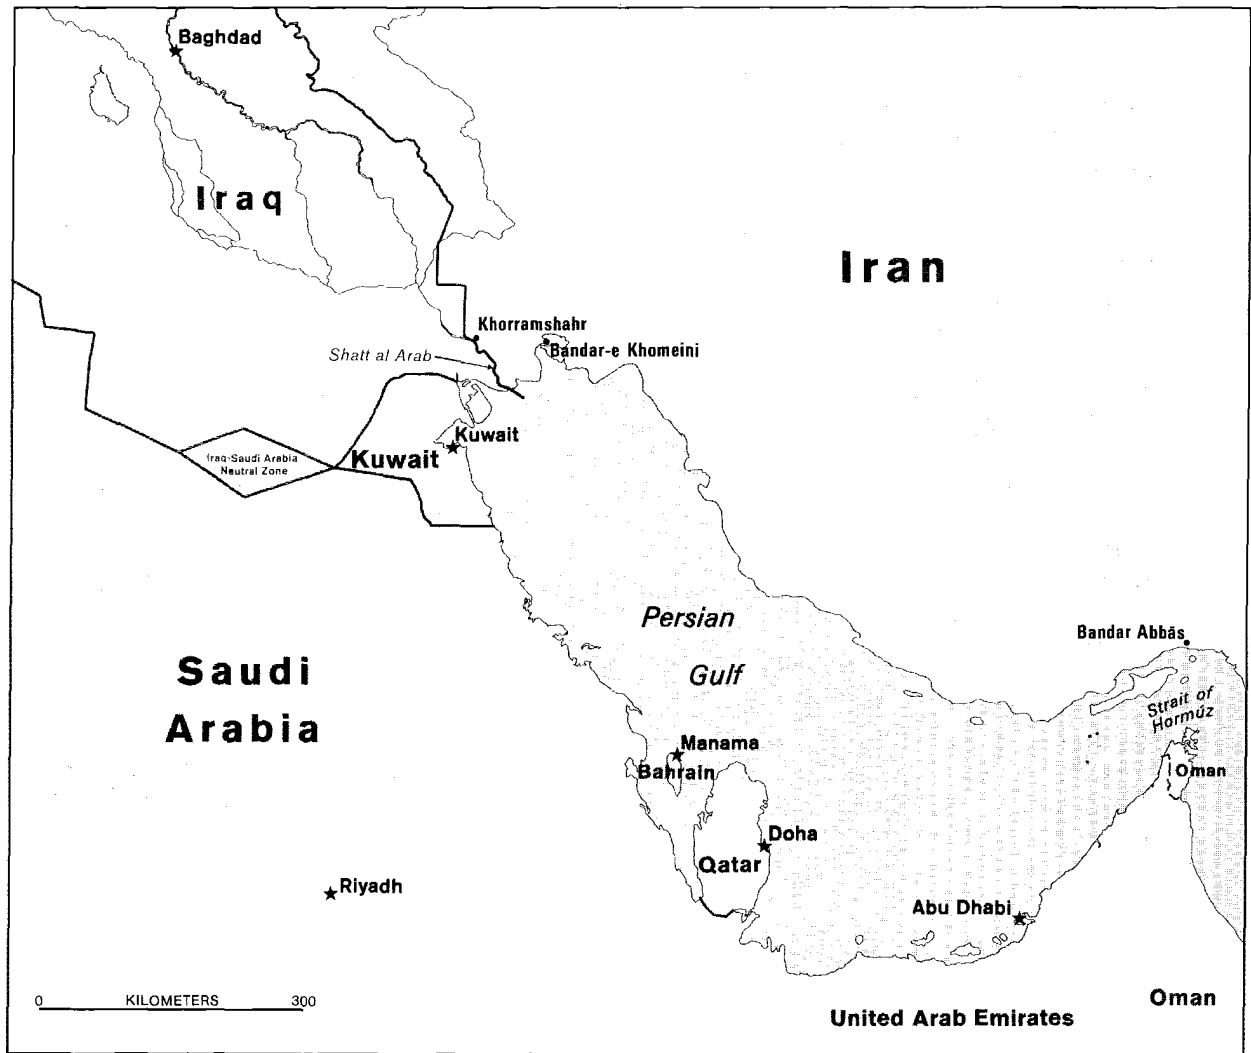 Baghdad
Iraq
Iran
Khorramshahr
Bandar-e Khomeini
Shatt al Arab
Kuwait
Kuwait
Iraq-Saudi Arabia
Neutral Zone
Persian
Gulf
Bandar Abbās
Strait of
Hormúz
Saudi
Arabia
Manama
Bahrain
Oman
Doha
Qatar
Riyadh
Abu Dhabi
0 KILOMETERS 300
Oman
United Arab Emirates